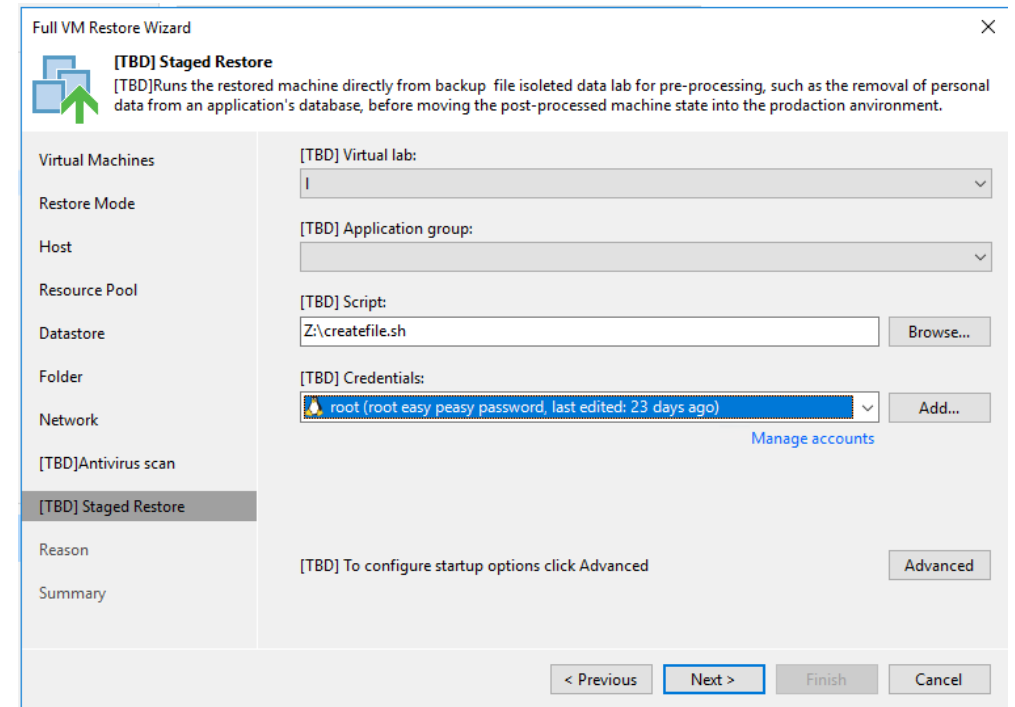 Full VM Restore Wizard
[TBD] Staged Restore
[TBD]Runs the restored machine directly from backup file isoleted data lab for pre-processing, such as the removal of personal
data from an application's database, before moving the post-processed machine state into the prodaction anvironment.
Virtual Machines
Restore Mode
Host
Resource Pool
Datastore
Folder
Network
[TBD]Antivirus scan
[TBD] Staged Restore
Reason
Summary
[TBD] Virtual lab:
l
[TBD] Application group:
[TBD] Script:
Z:\createfile.sh
Browse...
[TBD] Credentials:
root (root easy peasy password, last edited: 23 days ago)
Add...
Manage accounts
[TBD] To configure startup options click Advanced
Advanced
< Previous
Next >
Finish
Cancel